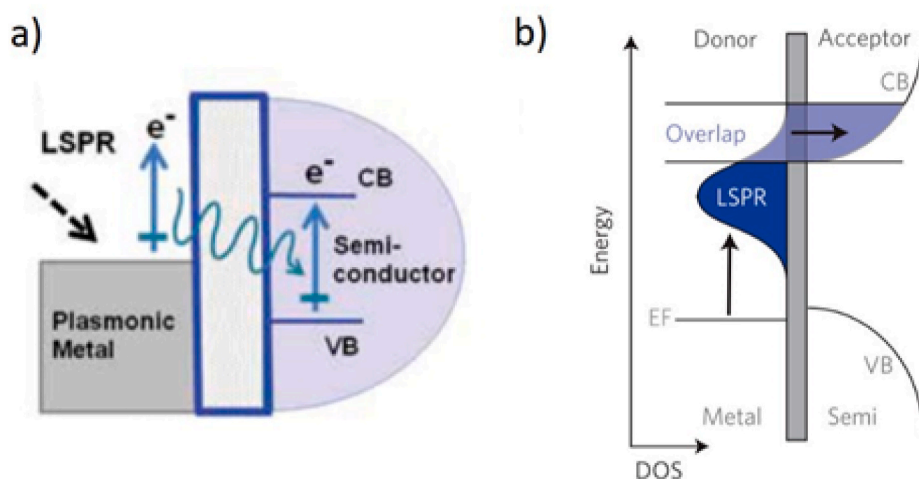 a)
LSPR
e-
e-
CB
Semi-
conductor
Plasmonic
Metal
VB
b)
Donor
Acceptor
CB
Overlap
LSPR
Energy
EF
VB
Metal
Semi
DOS